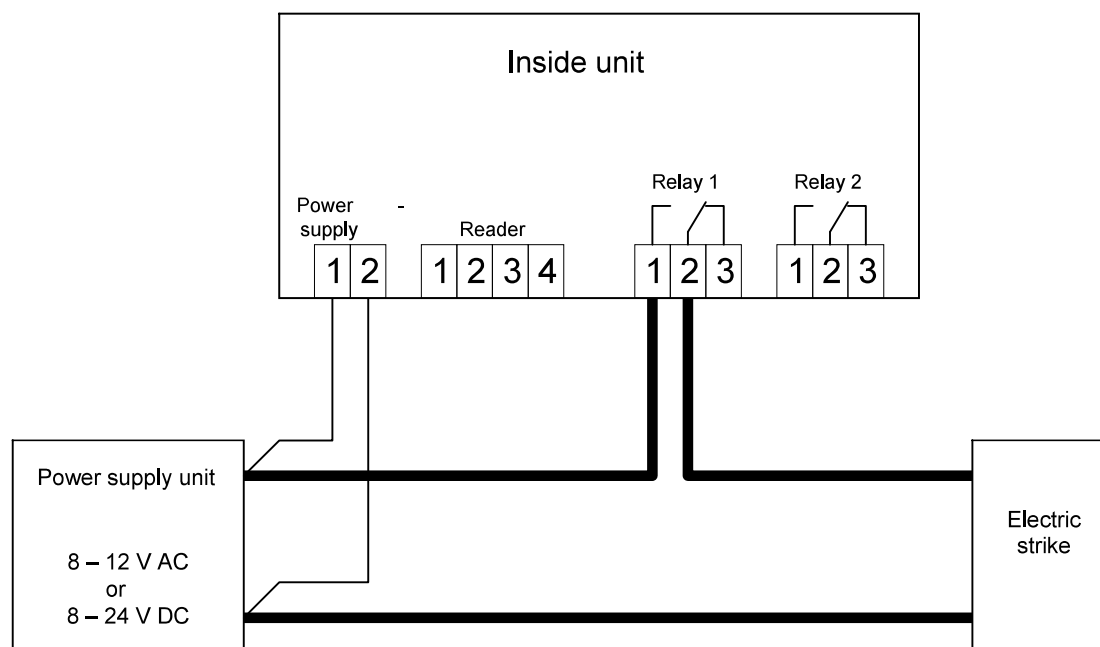 Inside unit
Relay 1
Relay 2
Power -
supply
Reader
1 2
1 2 3 4
1 2 3
1 2 3
Power supply unit
8 – 12 V AC
or
8 – 24 V DC
Electric
strike